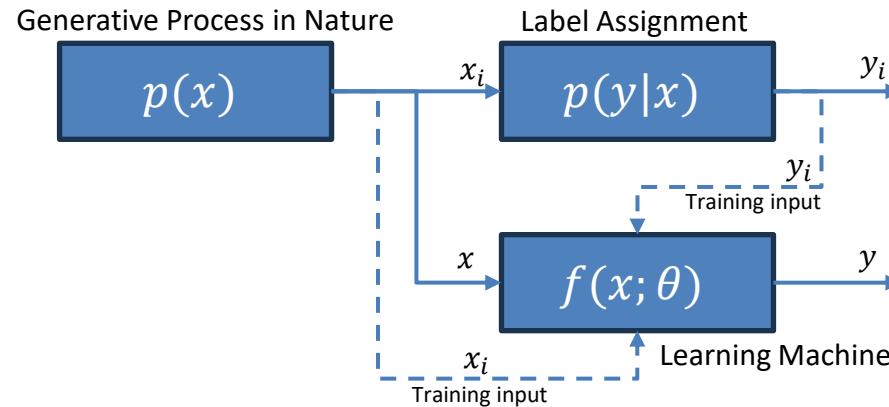 Generative Process in Nature
Label Assignment
p(x)
x_i
p(y|x)
y_i
y_i
Training input
x
f(x; θ)
y
x_i
Training input
Learning Machine